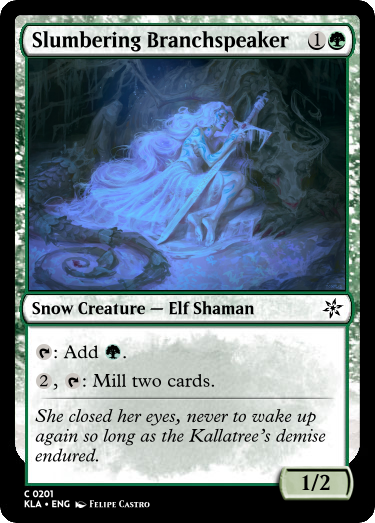 Slumbering Branchspeaker 1
Snow Creature — Elf Shaman
: Add .
2, : Mill two cards.
She closed her eyes, never to wake up
again so long as the Kallatree's demise
endured.
1/2
C 0201
KLA • ENG Felipe Castro